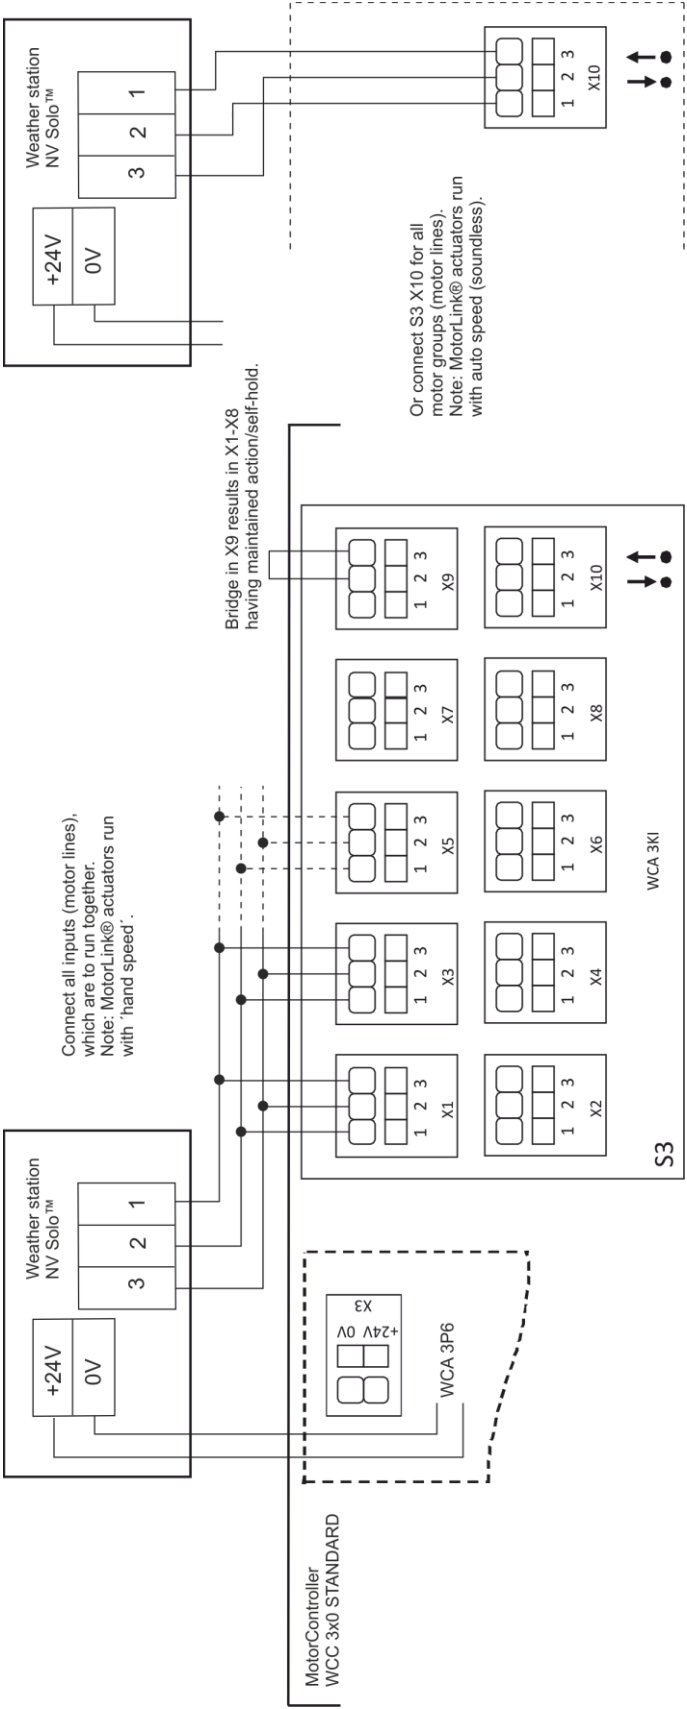 Weather station
NV Solo™
+24V
0V
3
2
1
Connect all inputs (motor lines),
which are to run together.
Note: MotorLink® actuators run
with ´hand speed´.
Weather station
NV Solo™
+24V
0V
3
2
1
Bridge in X9 results in X1-X8
having maintained action/self-hold.
MotorController
WCC 3x0 STANDARD
X3
+24V 0V
WCA 3P6
1 2 3
X1
1 2 3
X3
1 2 3
X5
1 2 3
X7
1 2 3
X9
1 2 3
X2
1 2 3
X4
1 2 3
X6
1 2 3
X8
1 2 3
X10
S3
WCA 3KI
Or connect S3 X10 for all
motor groups (motor lines).
Note: MotorLink® actuators run
with auto speed (soundless).
1 2 3
X10